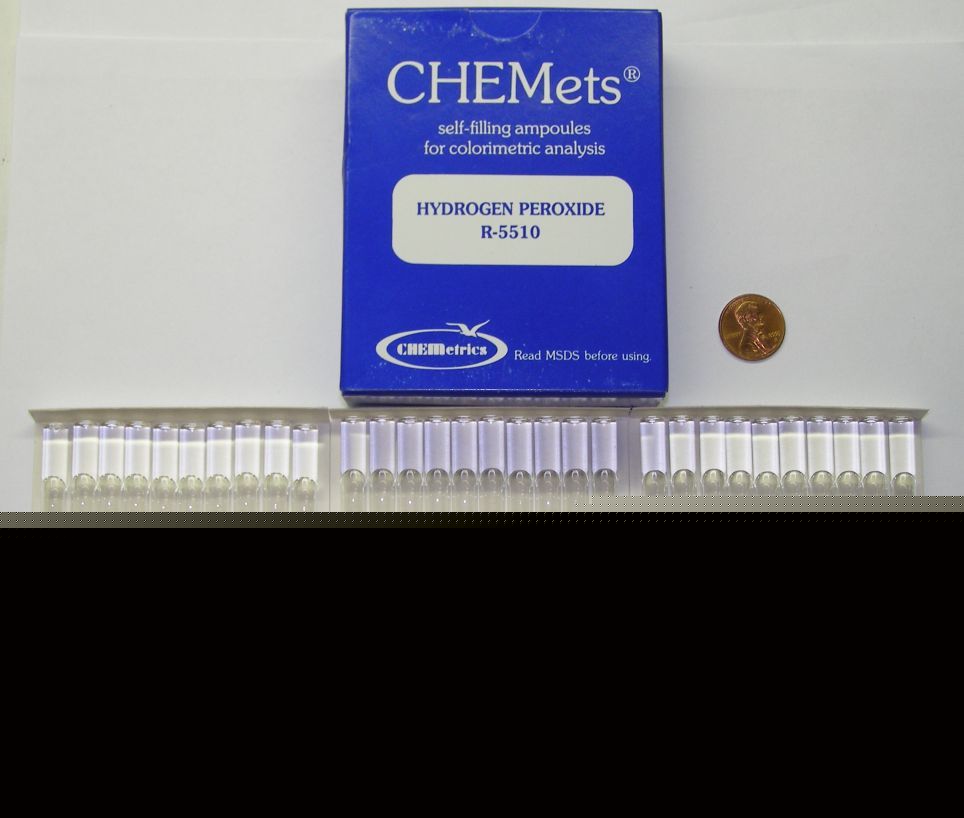 CHEMets®
self-filling ampoules
for colorimetric analysis
HYDROGEN PEROXIDE
R-5510
CHEMetrics
Read MSDS before using.